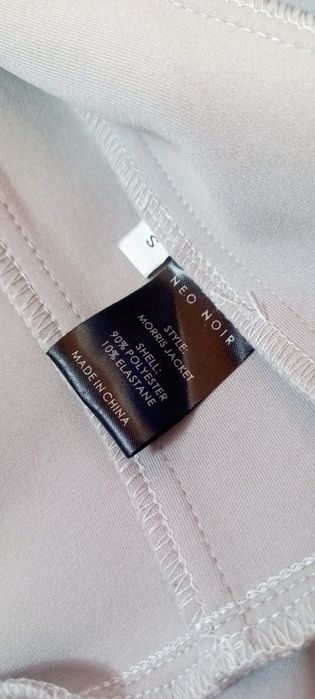 S
NEO NOIR
STYLE:
MORRIS JACKET
SHELL:
90% POLYESTER
10% ELASTANE
MADE IN CHINA